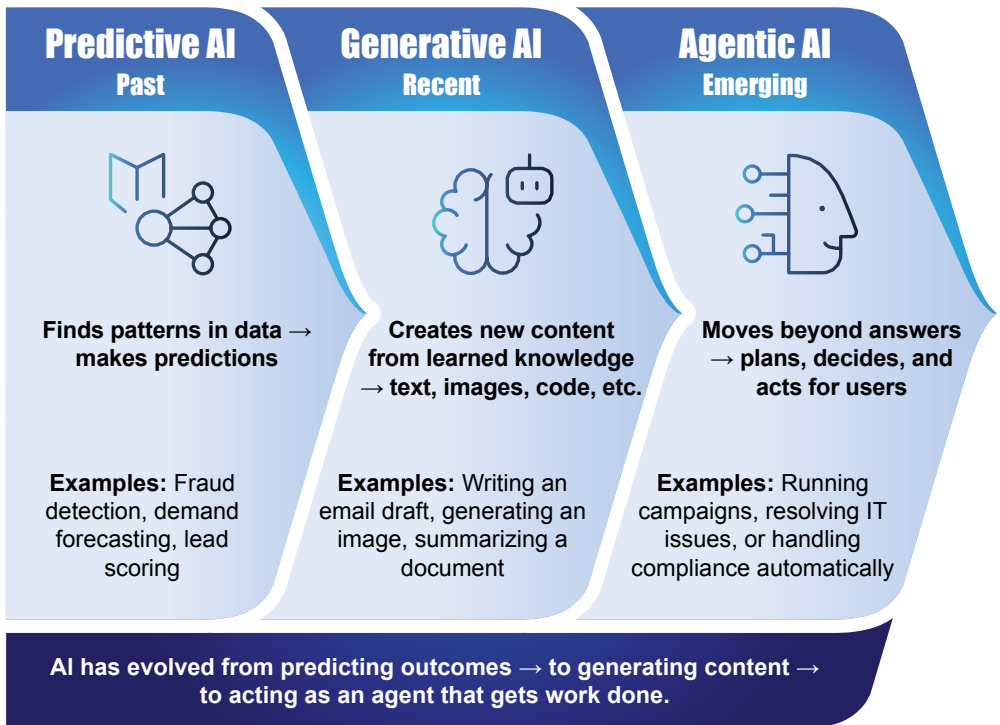 Predictive AI
Past
Finds patterns in data →
makes predictions
Examples: Fraud
detection, demand
forecasting, lead
scoring
Generative AI
Recent
Creates new content
from learned knowledge
→ text, images, code, etc.
Examples: Writing an
email draft, generating an
image, summarizing a
document
Agentic AI
Emerging
Moves beyond answers
→ plans, decides, and
acts for users
Examples: Running
campaigns, resolving IT
issues, or handling
compliance automatically
AI has evolved from predicting outcomes → to generating content →
to acting as an agent that gets work done.